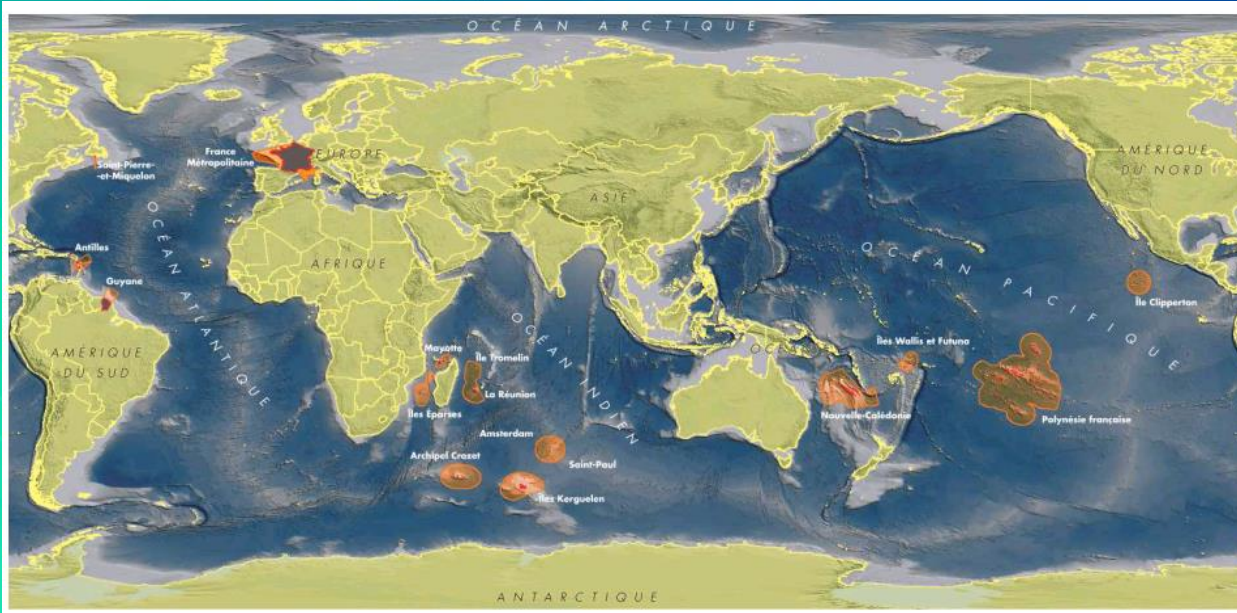 OCÉAN ARCTIQUE
France
Métropolitaine
EUROPE
Saint-Pierre-
-et-Miquelon
AMÉRIQUE
DU NORD
ASIE
OCÉAN ATLANTIQUE
Antilles
AFRIQUE
Guyane
OCÉAN PACIFIQUE
Île Clipperton
OCÉAN INDIEN
Îles Wallis et Futuna
Mayotte
Île Tromelin
AMÉRIQUE
DU SUD
La Réunion
Îles Éparses
Nouvelle-Calédonie
Polynésie française
Amsterdam
Archipel Crozet
Saint-Paul
Îles Kerguelen
ANTARCTIQUE